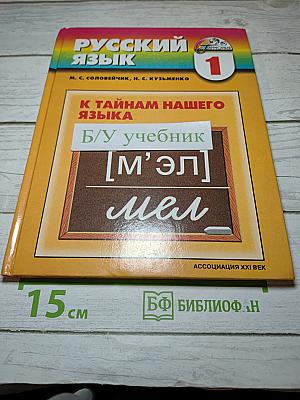 РУССКИЙ
ЯЗЫК
1
М. С. СОЛОВЕЙЧИК, Н. С. КУЗЬМЕНКО
К ТАЙНАМ НАШЕГО
ЯЗЫКА
Б/У учебник
[м’эл]
мел
АССОЦИАЦИЯ XXI ВЕК
15 см
БФ БИБЛИОФ